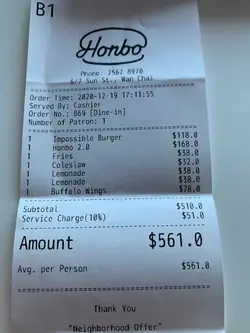 B1
Honbo
Phone: 2567 8970
6/7 Sun St., Wan Chai
Order Time: 2020-12-19 17:11:55
Served By: Cashier
Order No.: B69 [Dine-in]
Number of Patron: 1
1 Impossible Burger $118.0
1 Honbo 2.0 $168.0
1 Fries $38.0
1 Coleslaw $32.0
1 Lemonade $38.0
1 Lemonade $38.0
1 Buffalo Wings $78.0
Subtotal $510.0
Service Charge(10%) $51.0
Amount $561.0
Avg. per Person $561.0
Thank You
"Neighborhood Offer"